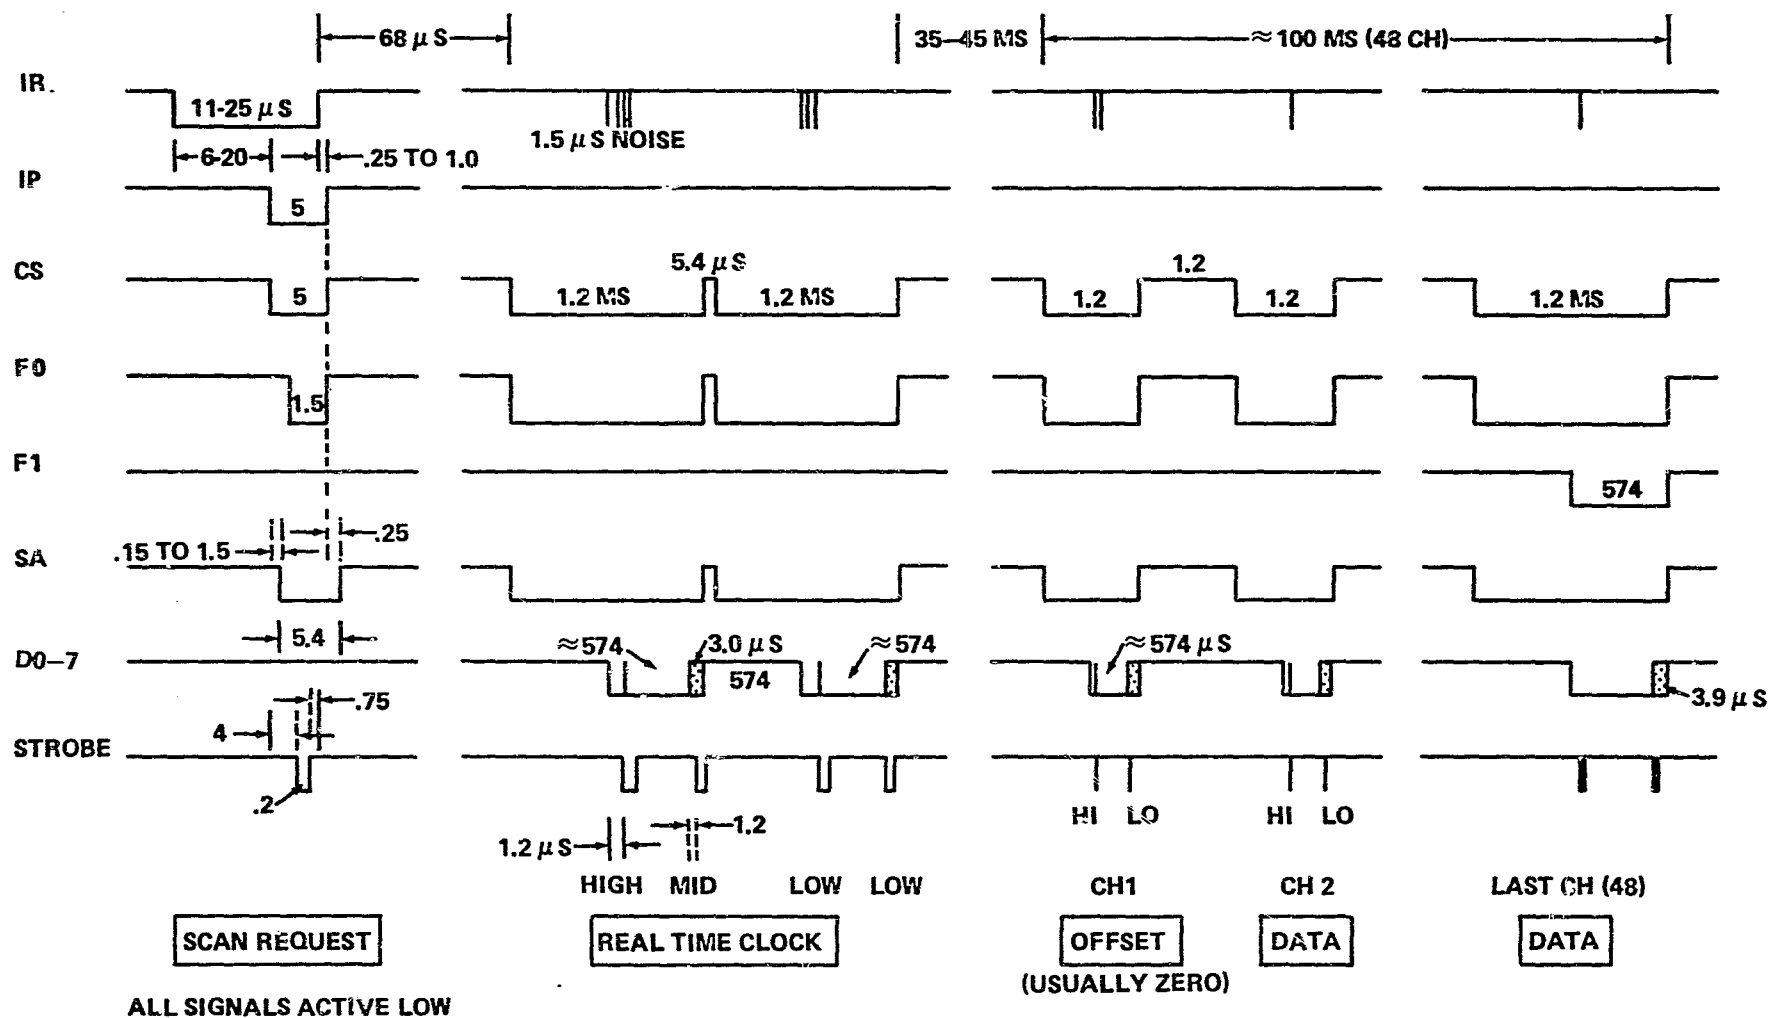 68 μS
35–45 MS
≈100 MS (48 CH)
IR
11-25 μS
1.5 μS NOISE
6-20
.25 TO 1.0
IP
5
CS
5
5.4 μS
1.2 MS
1.2 MS
1.2
1.2
1.2
1.2 MS
F0
1.5
F1
574
.25
.15 TO 1.5
SA
5.4
≈574
3.0 μS
≈574
≈574 μS
D0–7
574
3.9 μS
.75
4
STROBE
.2
HI LO
HI LO
1.2
1.2 μS
HIGH MID LOW LOW
CH1
CH 2
LAST CH (48)
SCAN REQUEST
REAL TIME CLOCK
OFFSET
DATA
DATA
(USUALLY ZERO)
ALL SIGNALS ACTIVE LOW